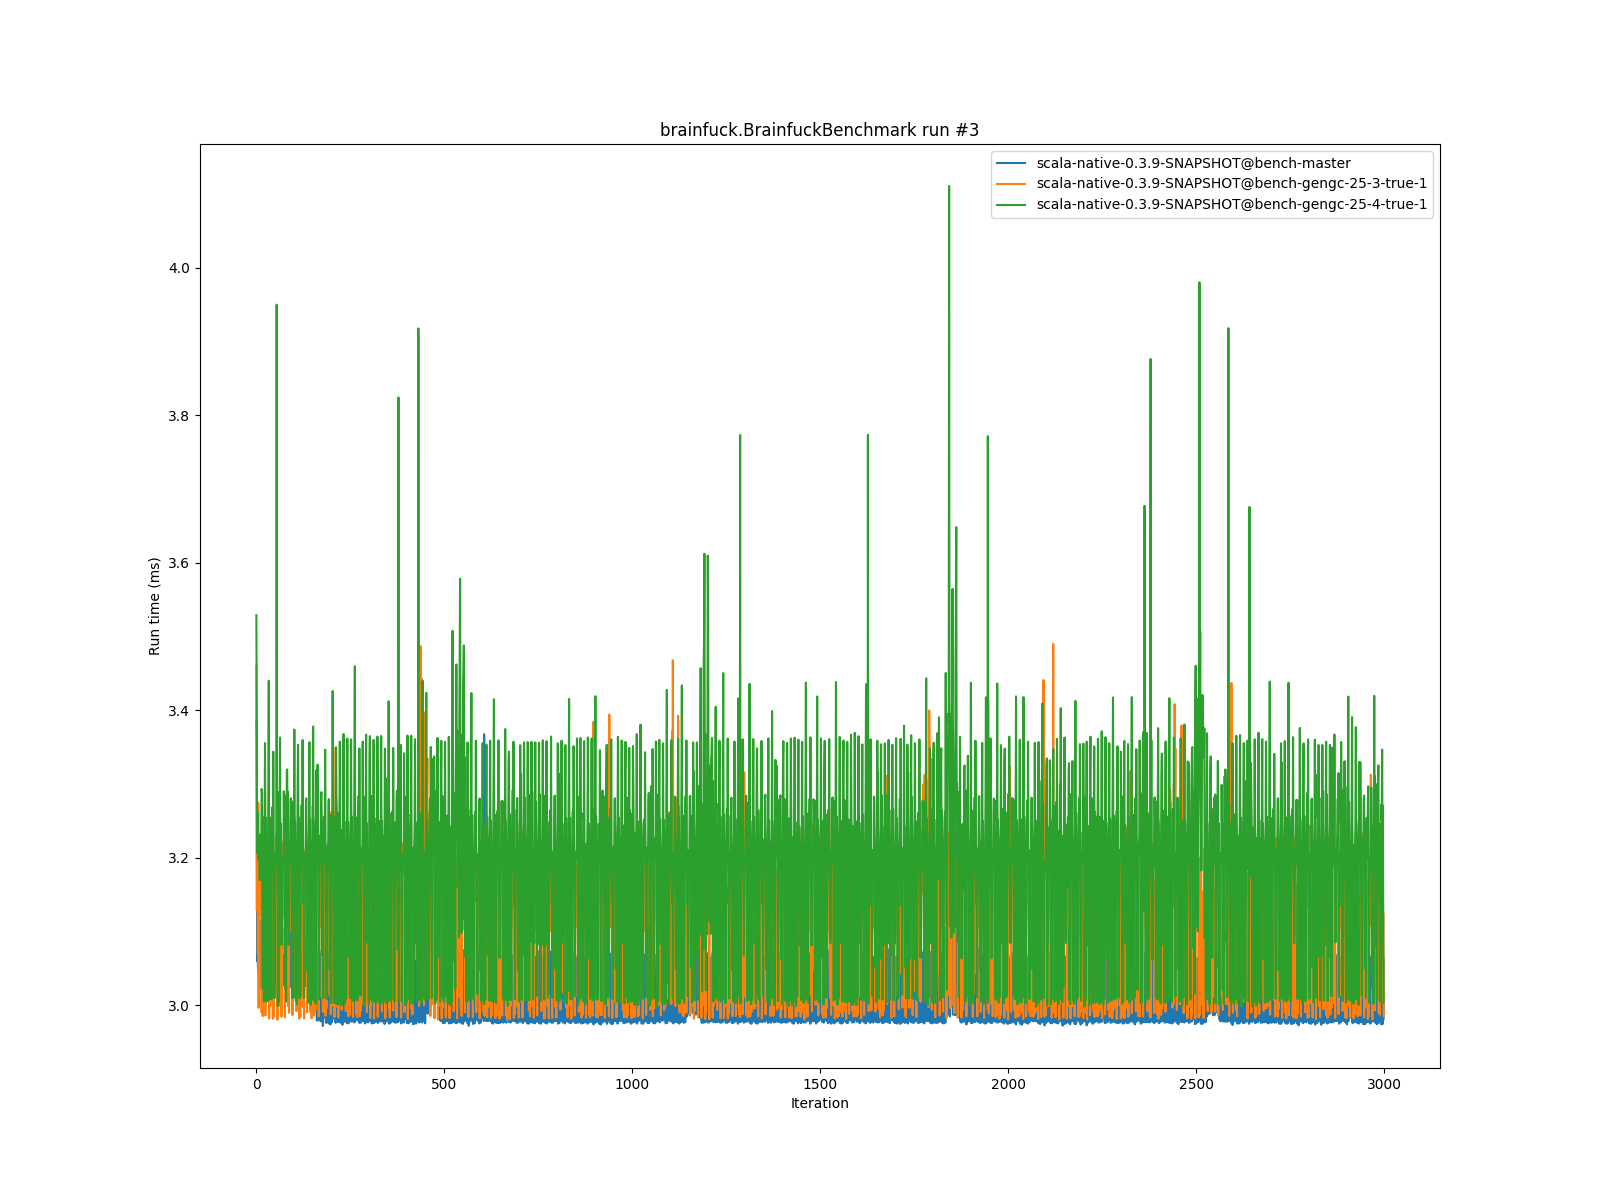 brainfuck.BrainfuckBenchmark run #3
scala-native-0.3.9-SNAPSHOT@bench-master
scala-native-0.3.9-SNAPSHOT@bench-gengc-25-3-true-1
scala-native-0.3.9-SNAPSHOT@bench-gengc-25-4-true-1
Run time (ms)
4.0
3.8
3.6
3.4
3.2
3.0
0 500 1000 1500 2000 2500 3000
Iteration